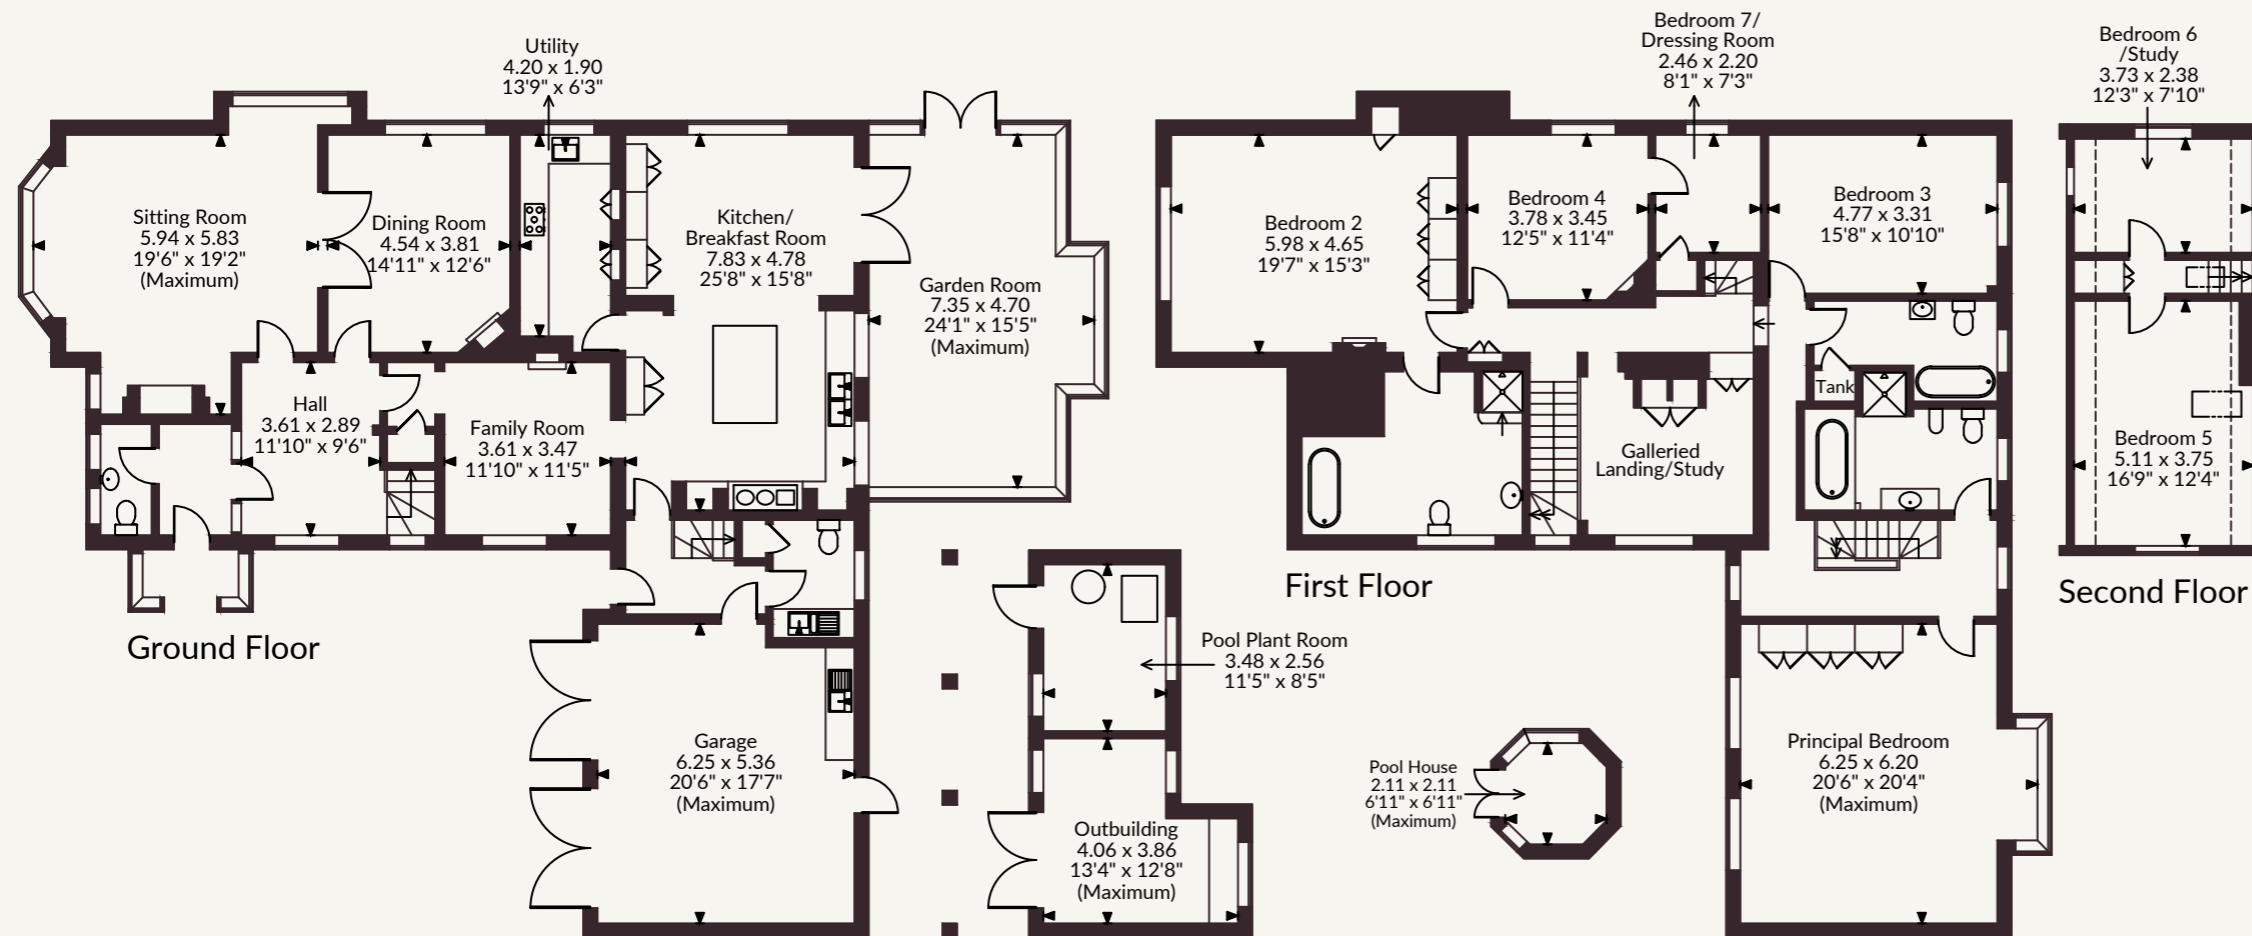 Utility
4.20 x 1.90
13'9" x 6'3"
Sitting Room
5.94 x 5.83
19'6" x 19'2"
(Maximum)
Dining Room
4.54 x 3.81
14'11" x 12'6"
Kitchen/
Breakfast Room
7.83 x 4.78
25'8" x 15'8"
Garden Room
7.35 x 4.70
24'1" x 15'5"
(Maximum)
Hall
3.61 x 2.89
11'10" x 9'6"
Family Room
3.61 x 3.47
11'10" x 11'5"
Ground Floor
Garage
6.25 x 5.36
20'6" x 17'7"
(Maximum)
Pool Plant Room
3.48 x 2.56
11'5" x 8'5"
Outbuilding
4.06 x 3.86
13'4" x 12'8"
(Maximum)
Pool House
2.11 x 2.11
6'11" x 6'11"
(Maximum)
Bedroom 7/
Dressing Room
2.46 x 2.20
8'1" x 7'3"
Bedroom 2
5.98 x 4.65
19'7" x 15'3"
Bedroom 4
3.78 x 3.45
12'5" x 11'4"
Bedroom 3
4.77 x 3.31
15'8" x 10'10"
Tank
Galleried
Landing/Study
First Floor
Principal Bedroom
6.25 x 6.20
20'6" x 20'4"
(Maximum)
Bedroom 6
/Study
3.73 x 2.38
12'3" x 7'10"
Bedroom 5
5.11 x 3.75
16'9" x 12'4"
Second Floor